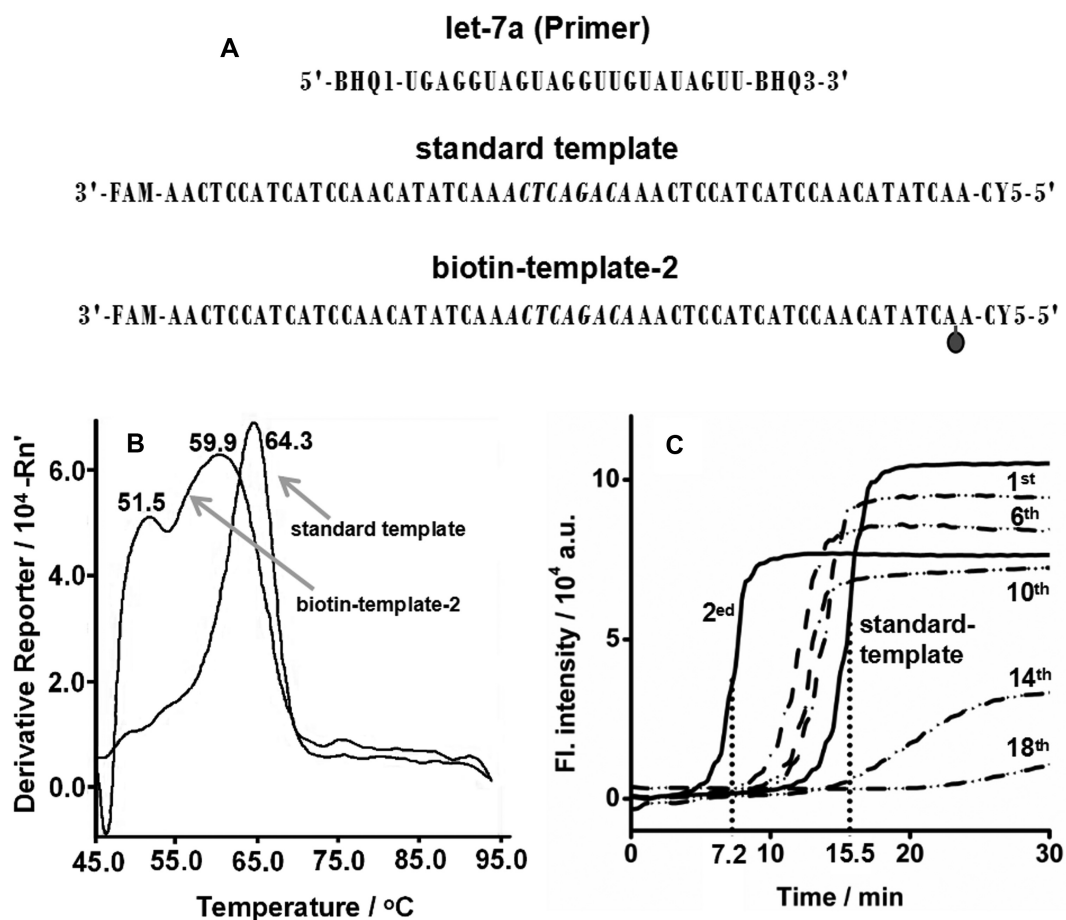 A
let-7a (Primer)
5'-BHQ1-UGAGGUAGUAGGUUGUAUAGUU-BHQ3-3'
standard template
3'-FAM-AACTCCATCATCCAACATATCAAACTCAGACAAACTCCATCATCCAACATATCAA-CY5-5'
biotin-template-2
3'-FAM-AACTCCATCATCCAACATATCAAACTCAGACAAACTCCATCATCCAACATATCAA-CY5-5'
B
Derivative Reporter / 10⁴ -Rn'
6.0
4.0
2.0
0.0
51.5
59.9
64.3
standard template
biotin-template-2
45.0 55.0 65.0 75.0 85.0 95.0
Temperature / ºC
C
Fl. intensity / 10⁴ a.u.
10
5
0
1st
6th
2ed
10th
standard-
template
14th
18th
0 7.2 10 15.5 20 30
Time / min